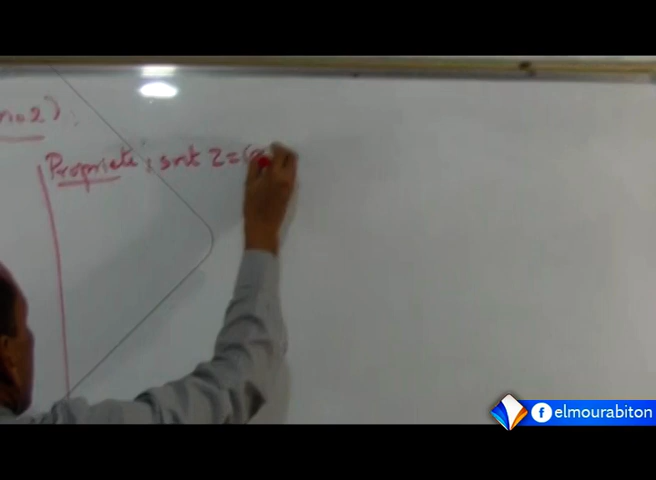 n=2) :
Propriété : soit Z=(
elmourabiton